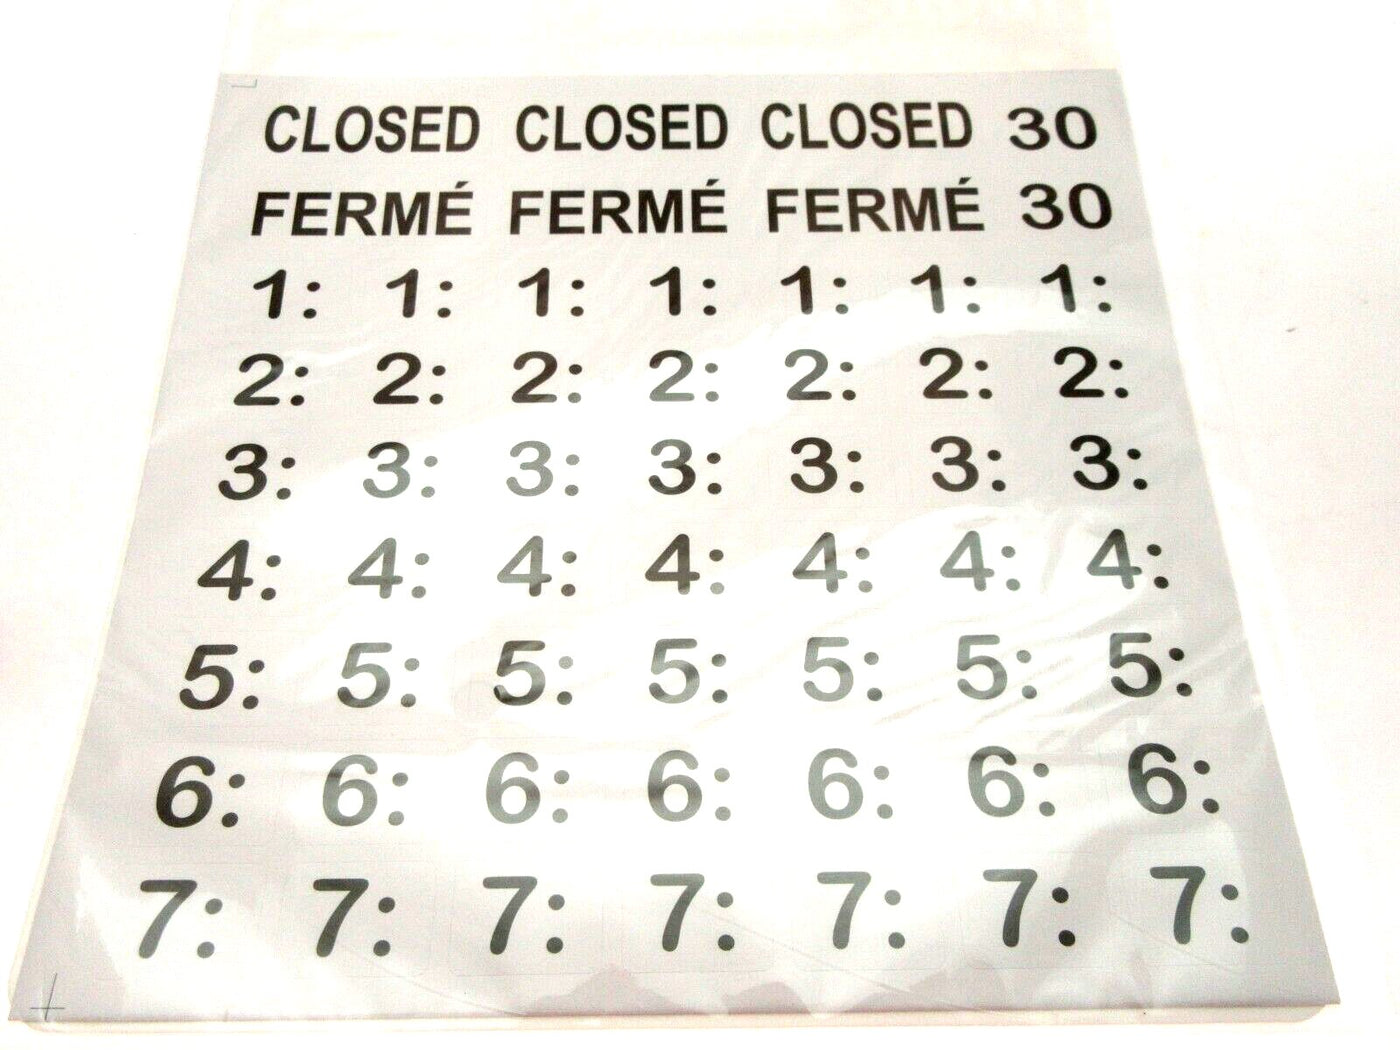 CLOSED CLOSED CLOSED 30
FERMÉ FERMÉ FERMÉ 30
1: 1: 1: 1: 1: 1: 1:
2: 2: 2: 2: 2: 2: 2:
3: 3: 3: 3: 3: 3: 3:
4: 4: 4: 4: 4: 4: 4:
5: 5: 5: 5: 5: 5: 5:
6: 6: 6: 6: 6: 6: 6:
7: 7: 7: 7: 7: 7: 7: